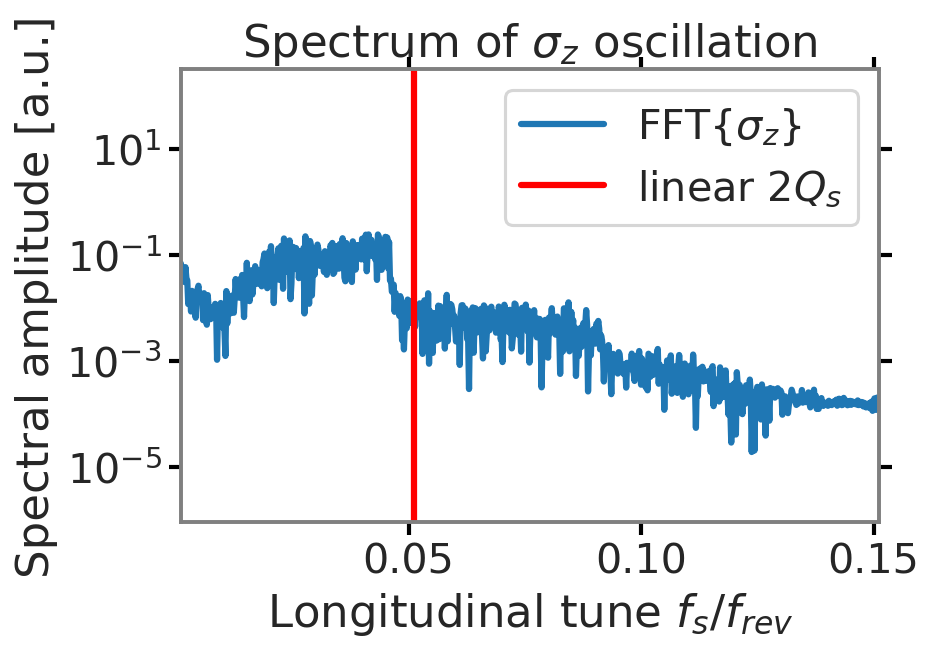 Spectrum of σ_z oscillation
Spectral amplitude [a.u.]
10^1
10^−1
10^−3
10^−5
FFT{σ_z}
linear 2Q_s
0.05
0.10
0.15
Longitudinal tune f_s/f_rev